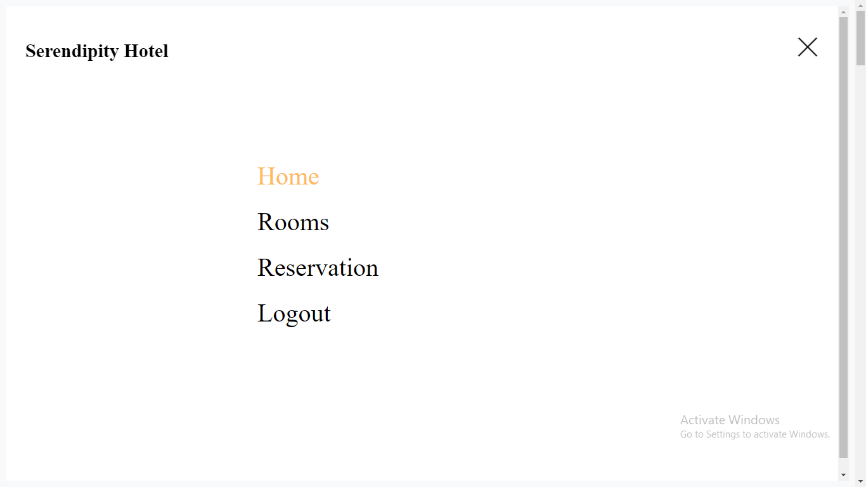 Serendipity Hotel
Home
Rooms
Reservation
Logout
Activate Windows
Go to Settings to activate Windows.